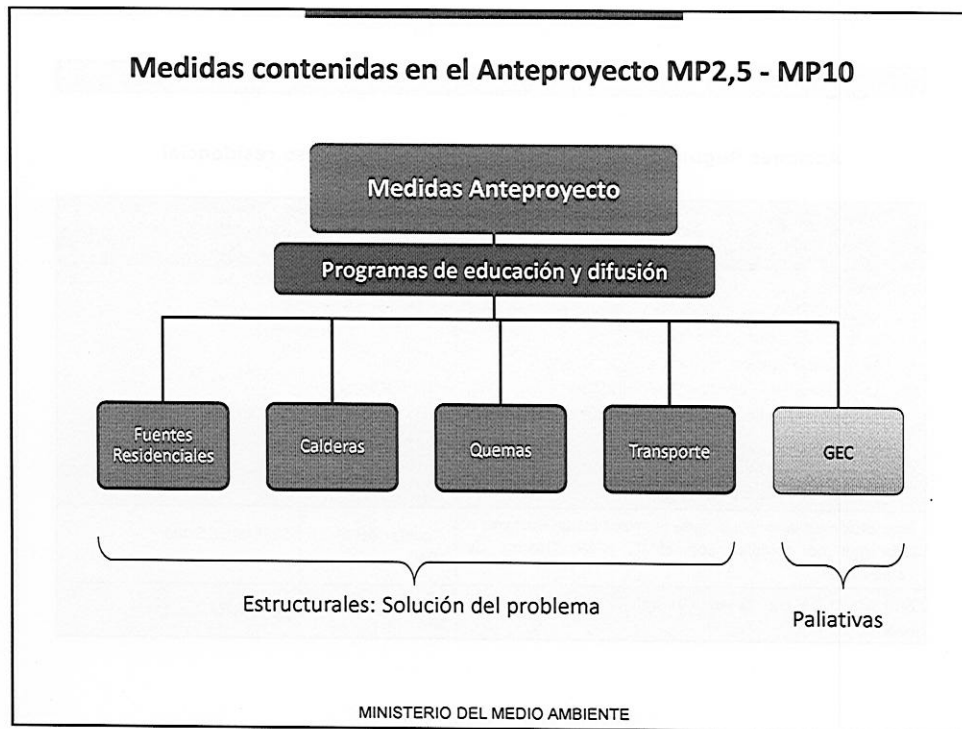 Medidas contenidas en el Anteproyecto MP2,5 - MP10
Medidas Anteproyecto
Programas de educación y difusión
Fuentes
Residenciales
Calderas
Quemas
Transporte
GEC
Estructurales: Solución del problema
Paliativas
MINISTERIO DEL MEDIO AMBIENTE